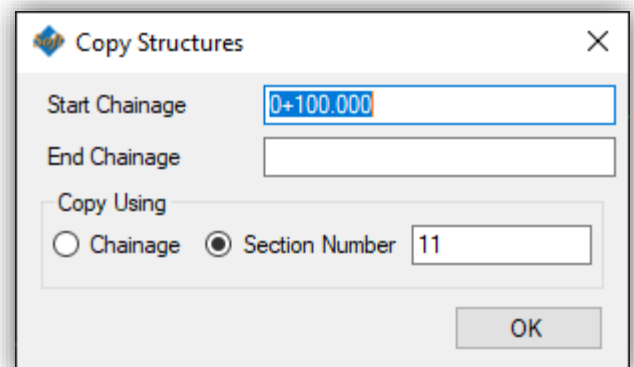 Copy Structures
Start Chainage 0+100.000
End Chainage
Copy Using
Chainage Section Number 11
OK